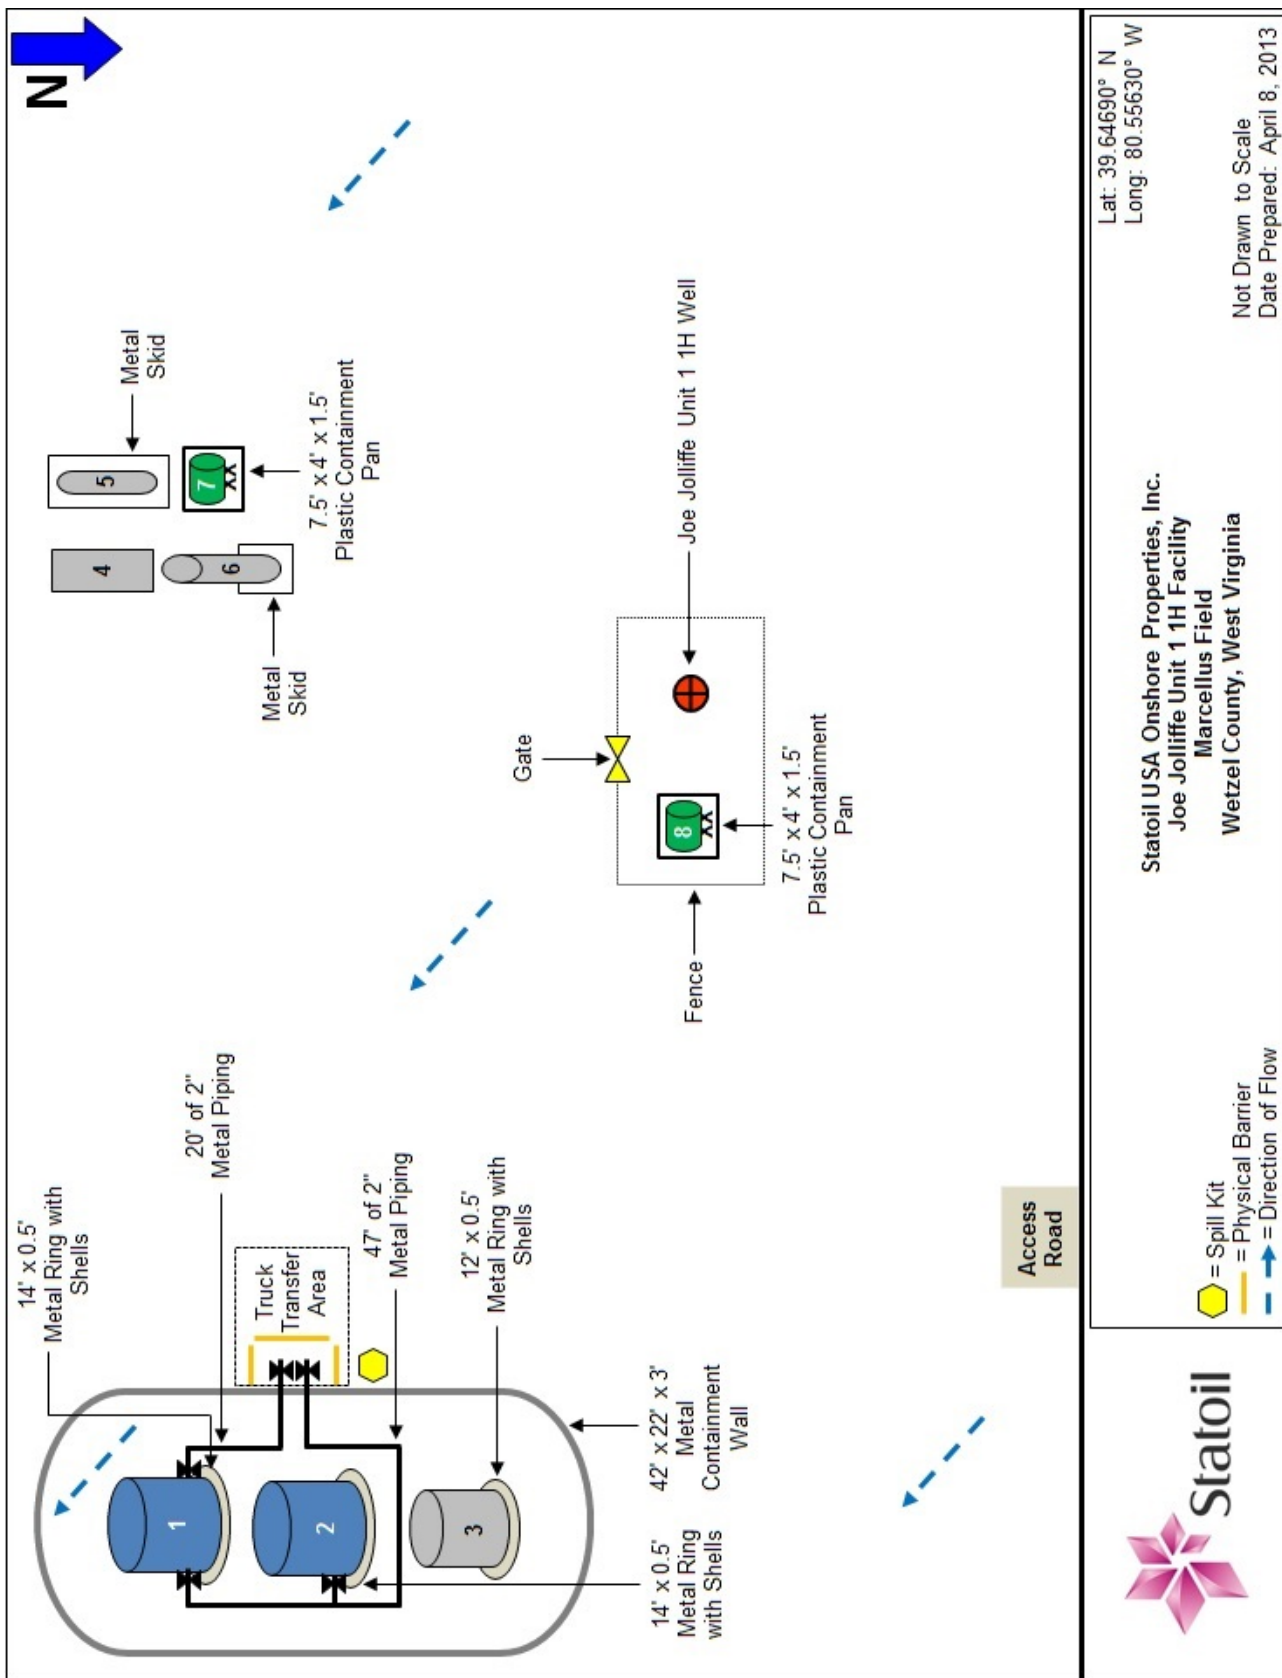 N
14' x 0.5'
Metal Ring with
Shells
20' of 2"
Metal Piping
Truck
Transfer
Area
47' of 2"
Metal Piping
12' x 0.5'
Metal Ring with
Shells
42' x 22' x 3'
Metal
Containment
Wall
14' x 0.5'
Metal Ring
with Shells
1
2
3
Metal
Skid
4
5
6
7
Metal
Skid
7.5' x 4' x 1.5'
Plastic Containment
Pan
Gate
Joe Jolliffe Unit 1 1H Well
8
Fence
7.5' x 4' x 1.5'
Plastic Containment
Pan
Access
Road
Statoil
= Spill Kit
= Physical Barrier
= Direction of Flow
Statoil USA Onshore Properties, Inc.
Joe Jolliffe Unit 1 1H Facility
Marcellus Field
Wetzel County, West Virginia
Lat: 39.64690° N
Long: 80.55630° W
Not Drawn to Scale
Date Prepared: April 8, 2013